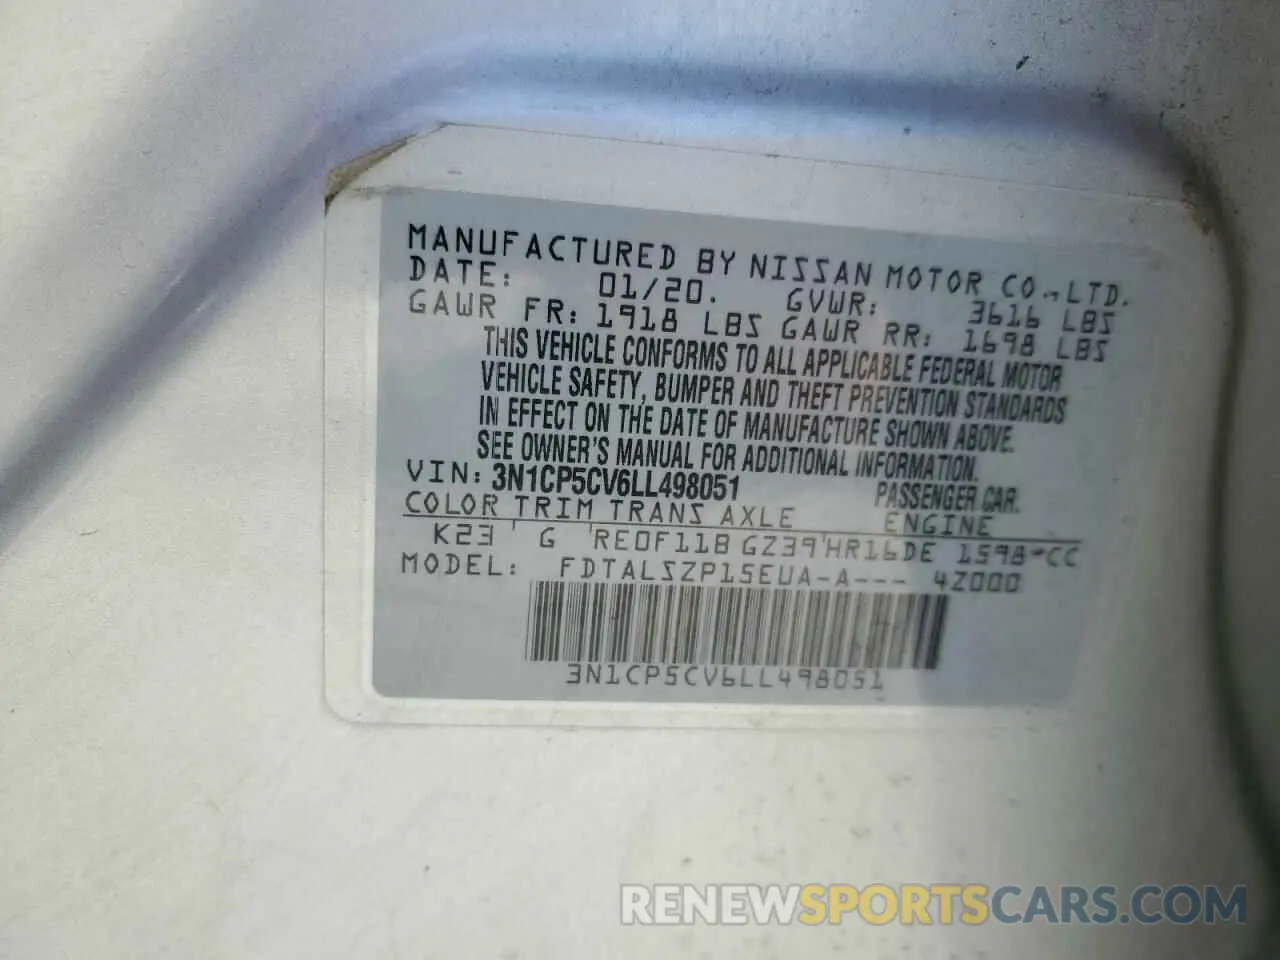 MANUFACTURED BY NISSAN MOTOR CO.,LTD.
DATE: 01/20. GVWR: 3616 LBS
GAWR FR: 1918 LBS GAWR RR: 1698 LBS
THIS VEHICLE CONFORMS TO ALL APPLICABLE FEDERAL MOTOR
VEHICLE SAFETY, BUMPER AND THEFT PREVENTION STANDARDS
IN EFFECT ON THE DATE OF MANUFACTURE SHOWN ABOVE.
SEE OWNER'S MANUAL FOR ADDITIONAL INFORMATION.
VIN: 3N1CP5CV6LL498051 PASSENGER CAR.
COLOR TRIM TRANS AXLE ENGINE
K23 G RE0F11B GZ39 HR16DE 1598 CC
MODEL: FDTALSZP15EUA-A--- 4Z000
3N1CP5CV6LL498051
RENEWSPORTSCARS.COM